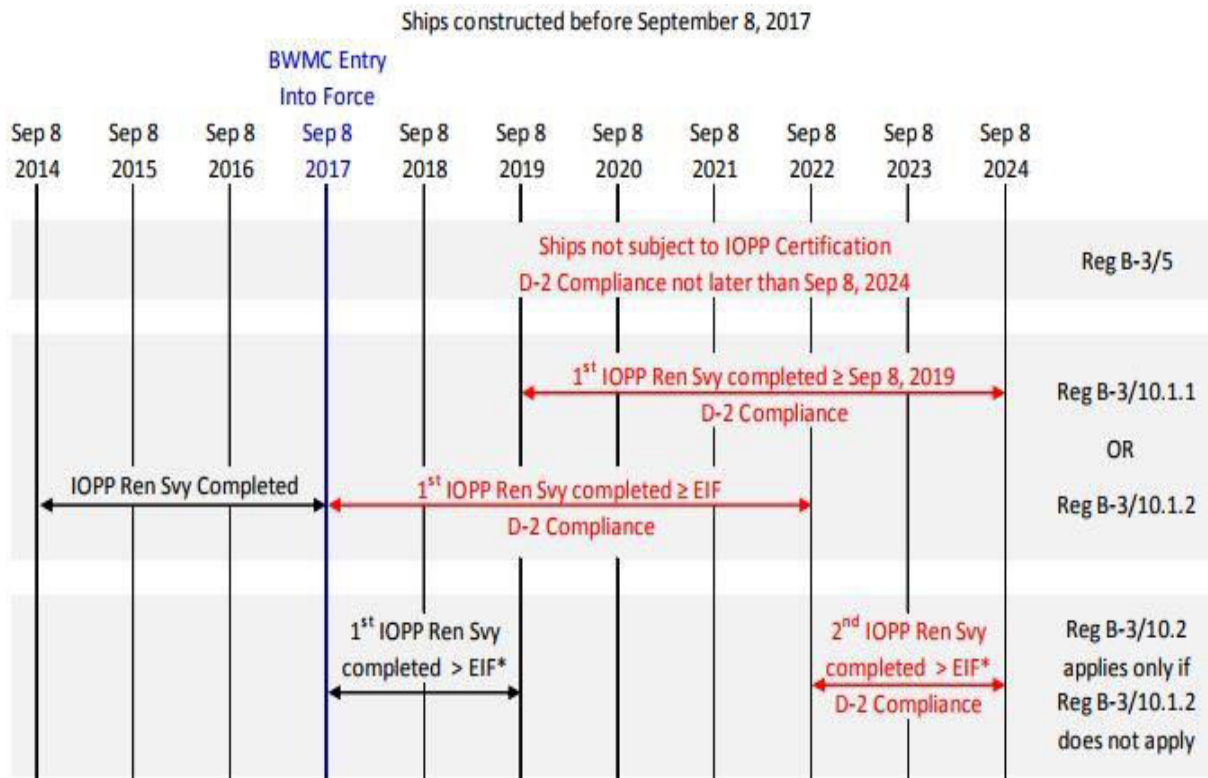 Ships constructed before September 8, 2017
BWMC Entry
Into Force
Sep 8 Sep 8 Sep 8 Sep 8 Sep 8 Sep 8 Sep 8 Sep 8 Sep 8 Sep 8 Sep 8
2014 2015 2016 2017 2018 2019 2020 2021 2022 2023 2024
Ships not subject to IOPP Certification
D-2 Compliance not later than Sep 8, 2024
Reg B-3/5
1st IOPP Ren Svy completed ≥ Sep 8, 2019
D-2 Compliance
Reg B-3/10.1.1
OR
IOPP Ren Svy Completed
1st IOPP Ren Svy completed ≥ EIF
D-2 Compliance
Reg B-3/10.1.2
1st IOPP Ren Svy
completed > EIF*
2nd IOPP Ren Svy
completed > EIF*
D-2 Compliance
Reg B-3/10.2
applies only if
Reg B-3/10.1.2
does not apply